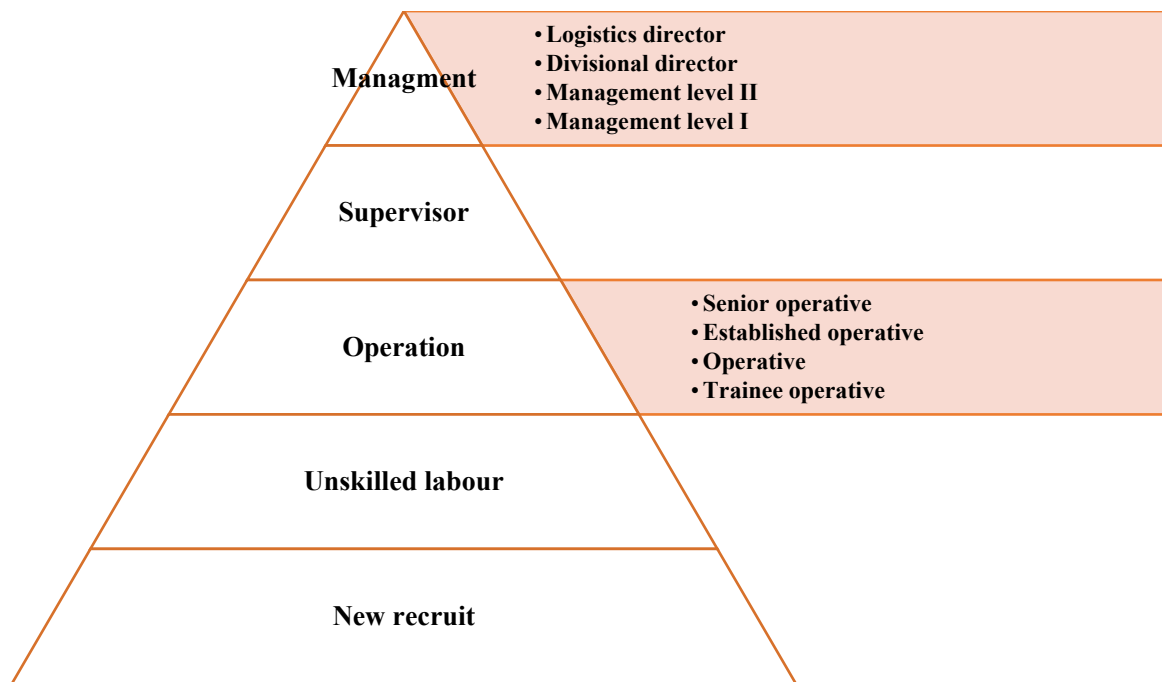 Managment
• Logistics director
• Divisional director
• Management level II
• Management level I
Supervisor
Operation
• Senior operative
• Established operative
• Operative
• Trainee operative
Unskilled labour
New recruit